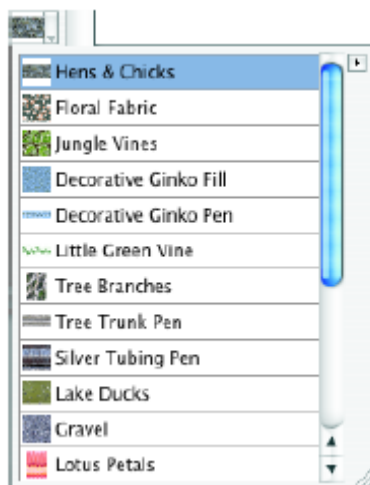 Hens & Chicks
Floral Fabric
Jungle Vines
Decorative Ginko Fill
Decorative Ginko Pen
Little Green Vine
Tree Branches
Tree Trunk Pen
Silver Tubing Pen
Lake Ducks
Gravel
Lotus Petals